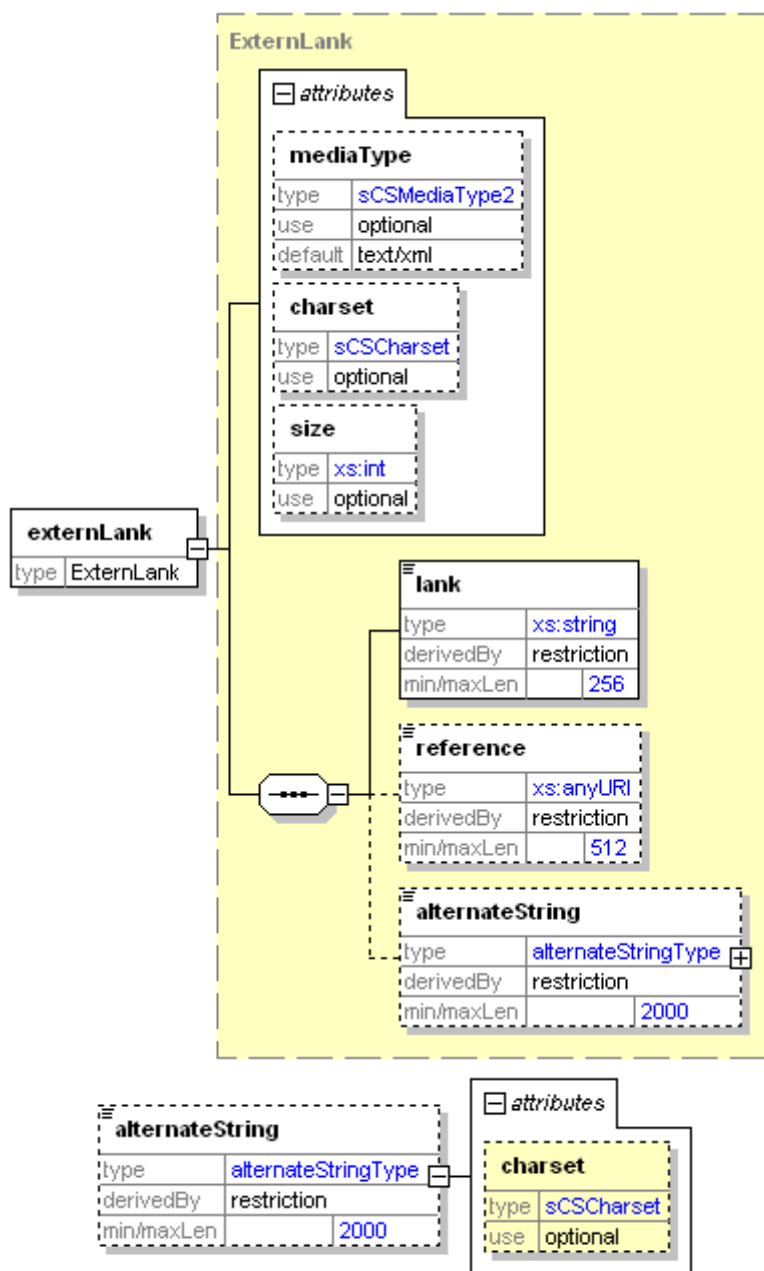 ExternLank
attributes
mediaType
type sCSMediaType2
use optional
default text/xml
charset
type sCSCharset
use optional
size
type xs:int
use optional
externLank
type ExternLank
lank
type xs:string
derivedBy restriction
min/maxLen 256
reference
type xs:anyURI
derivedBy restriction
min/maxLen 512
alternateString
type alternateStringType
derivedBy restriction
min/maxLen 2000
attributes
alternateString
type alternateStringType
derivedBy restriction
min/maxLen 2000
charset
type sCSCharset
use optional